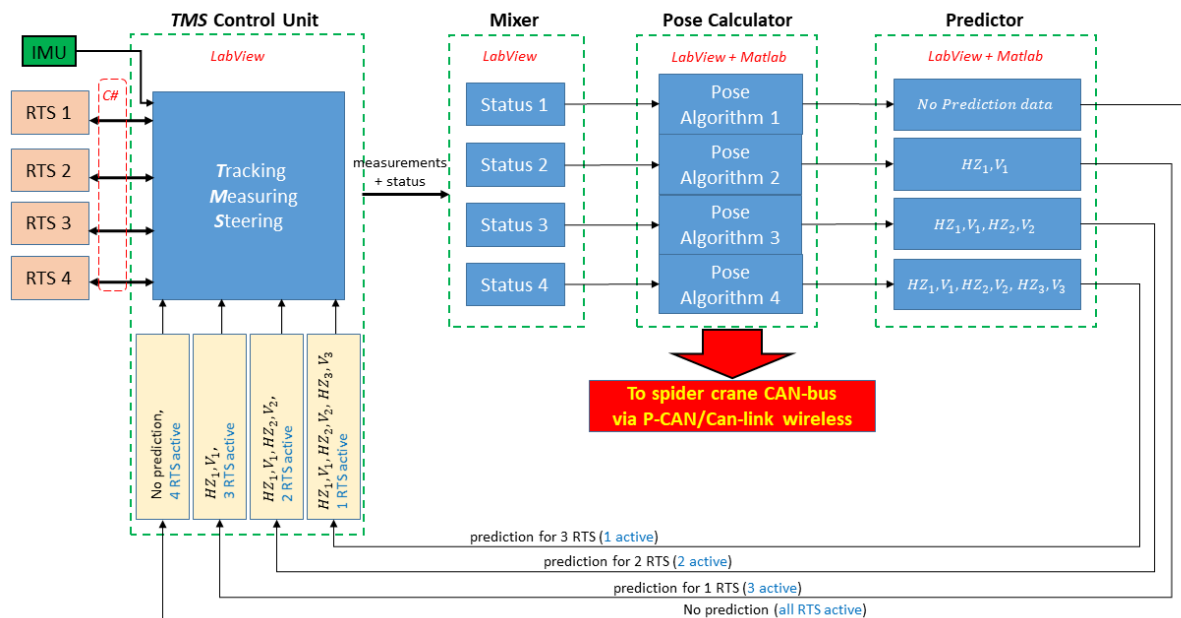 TMS Control Unit
Mixer
Pose Calculator
Predictor
IMU
LabView
LabView
LabView + Matlab
LabView + Matlab
C#
RTS 1
RTS 2
RTS 3
RTS 4
Tracking
Measuring
Steering
measurements
+ status
Status 1
Status 2
Status 3
Status 4
Pose
Algorithm 1
Pose
Algorithm 2
Pose
Algorithm 3
Pose
Algorithm 4
No Prediction data
HZ₁,V₁
HZ₁,V₁,HZ₂,V₂
HZ₁,V₁,HZ₂,V₂,HZ₃,V₃
To spider crane CAN-bus
via P-CAN/Can-link wireless
No prediction,
4 RTS active
HZ₁,V₁,
3 RTS active
HZ₁,V₁,HZ₂,V₂,
2 RTS active
HZ₁,V₁,HZ₂,V₂,HZ₃,V₃
1 RTS active
prediction for 3 RTS (1 active)
prediction for 2 RTS (2 active)
prediction for 1 RTS (3 active)
No prediction (all RTS active)